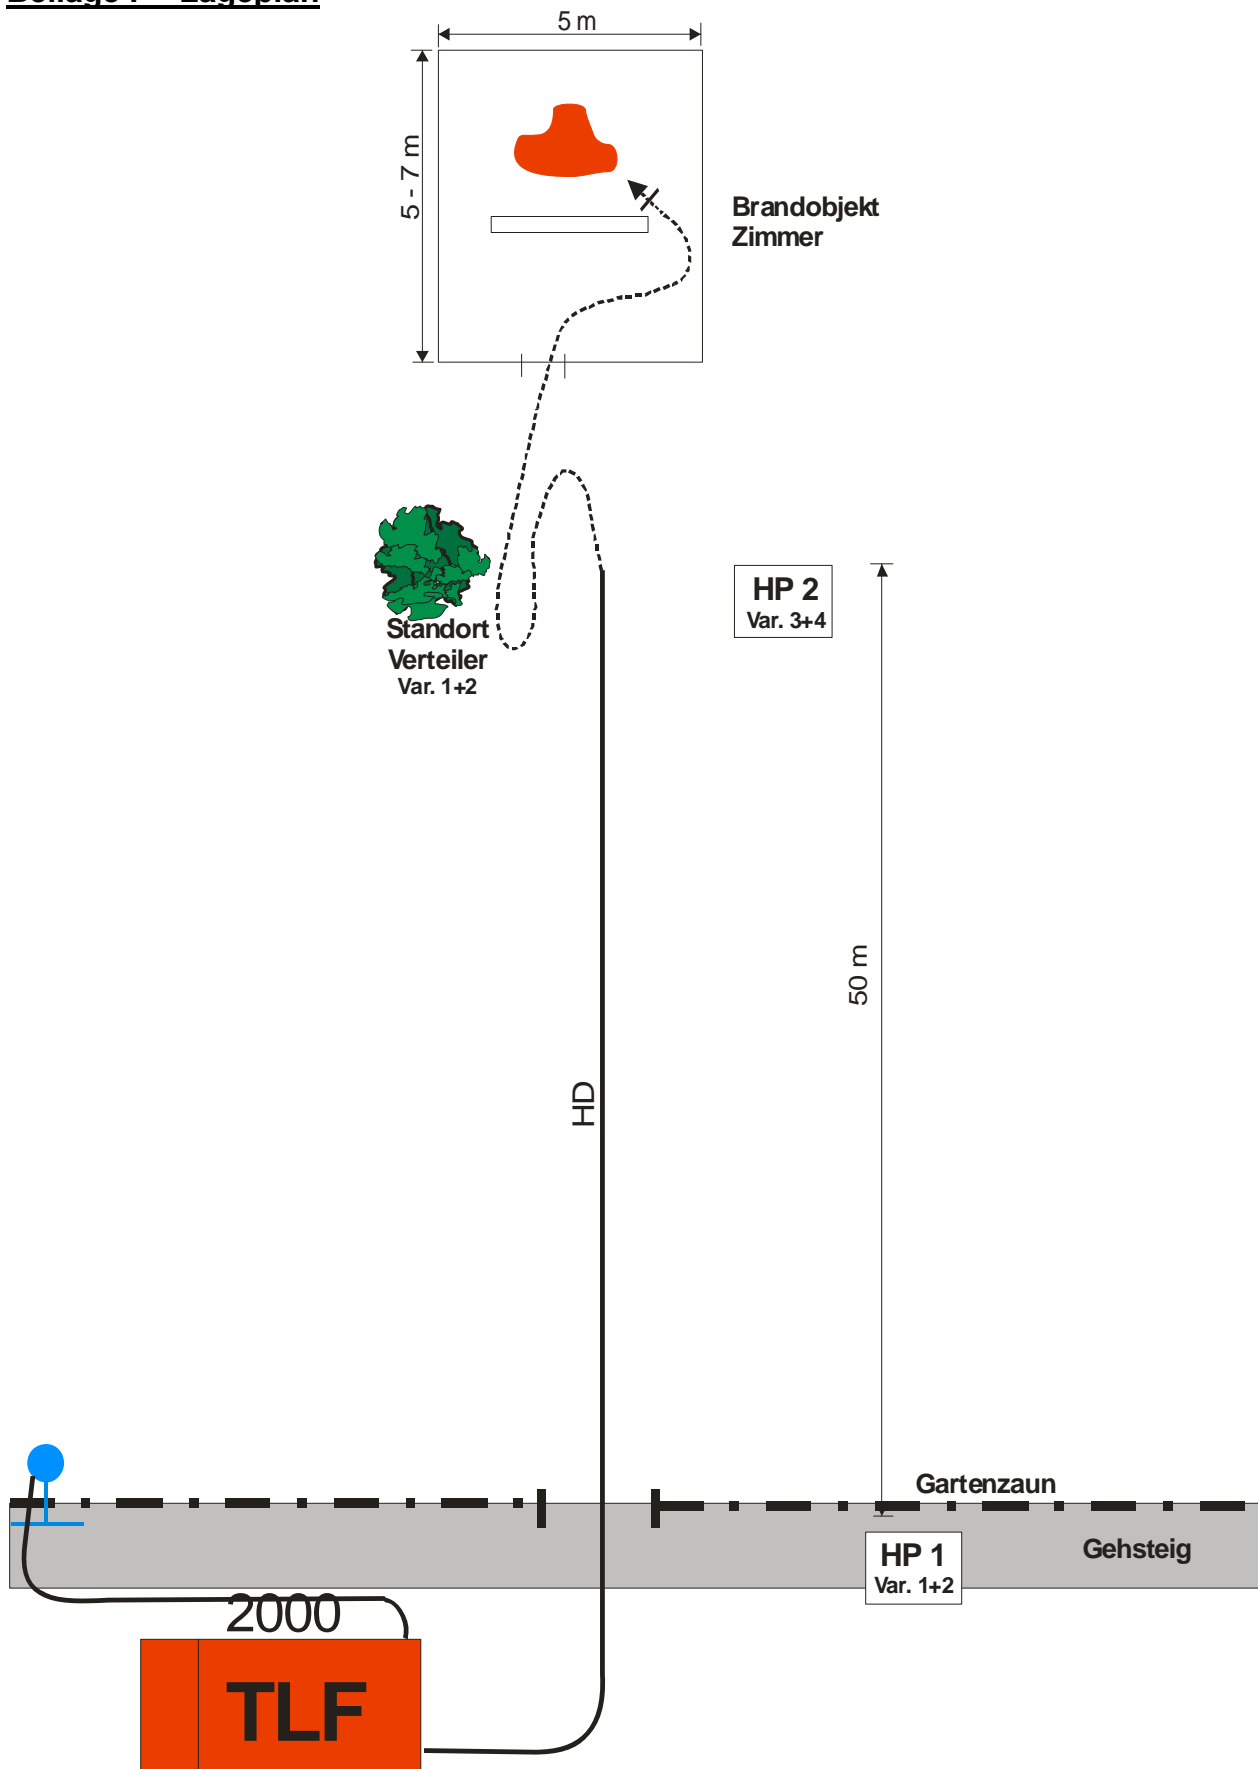 5 m
5 - 7 m
Brandobjekt
Zimmer
HP 2
Var. 3+4
Standort
Verteiler
Var. 1+2
50 m
HD
Gartenzaun
HP 1
Var. 1+2
Gehsteig
2000
TLF